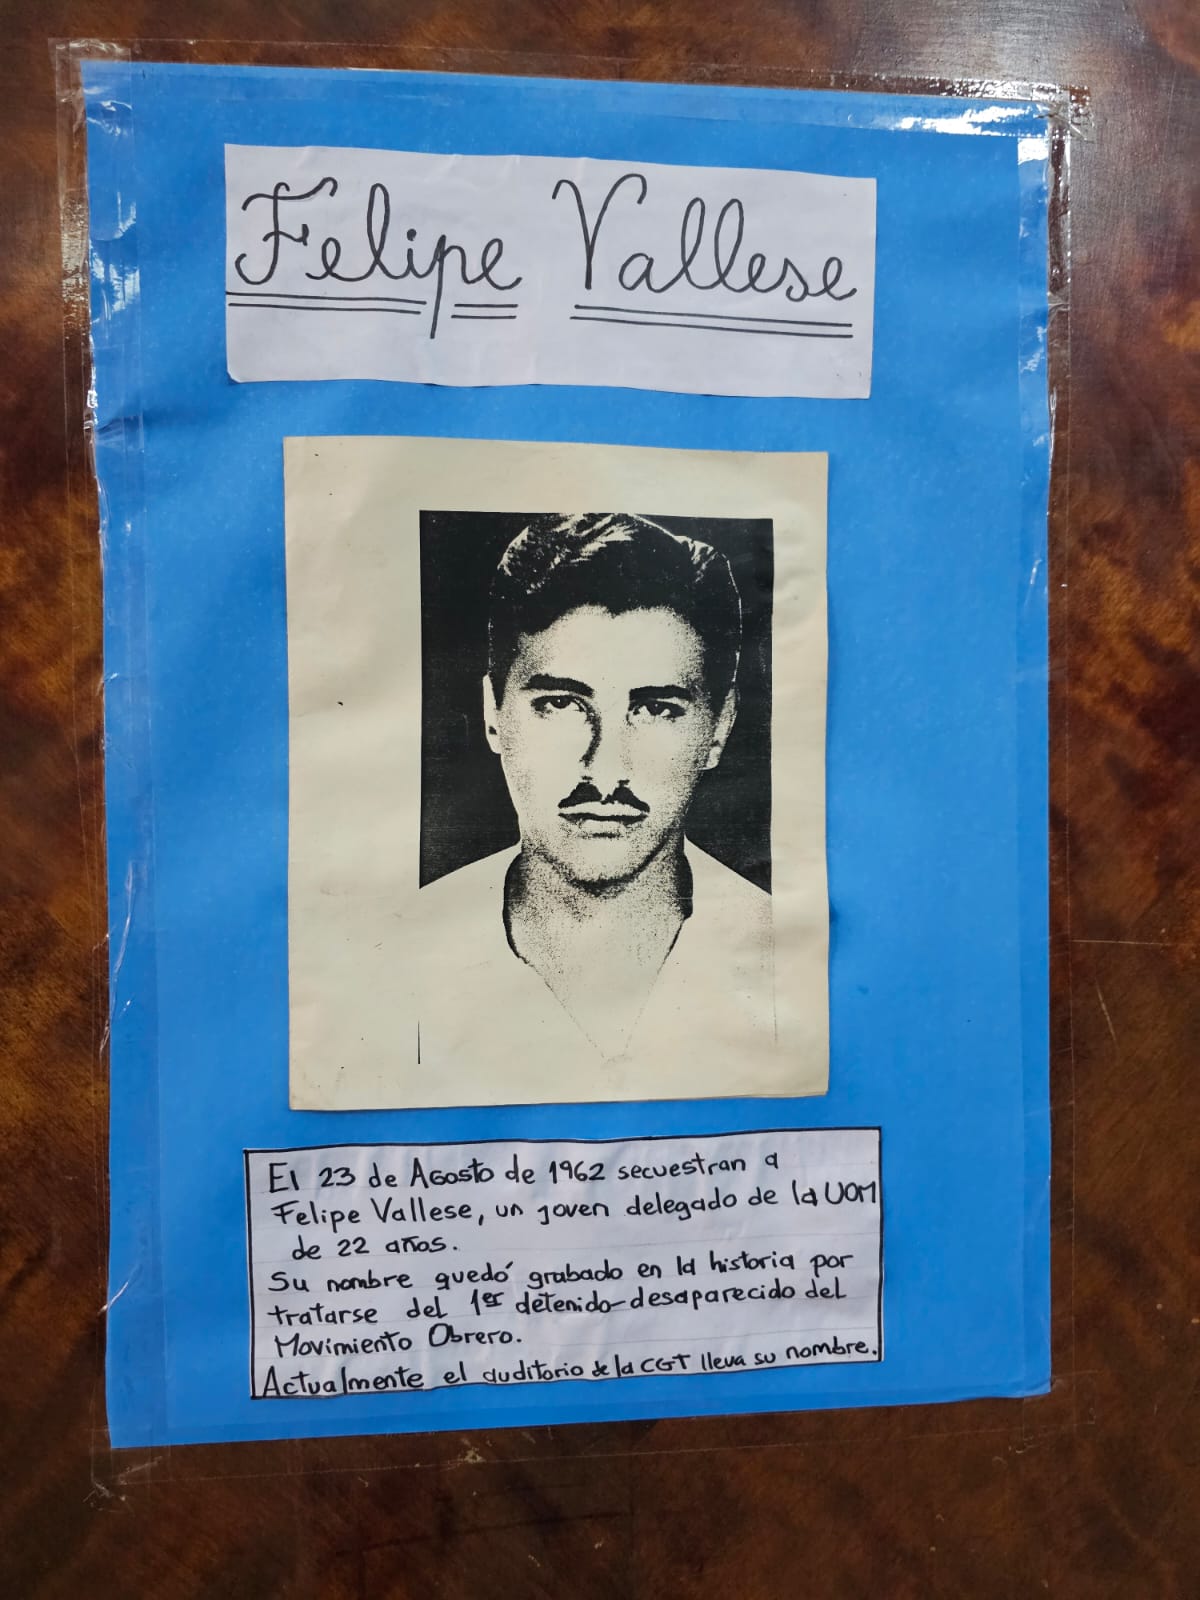 Felipe Vallese
El 23 de Agosto de 1962 secuestran a
Felipe Vallese, un joven delegado de la UOM
de 22 años.
Su nombre quedó grabado en la historia por
tratarse del 1er detenido-desaparecido del
Movimiento Obrero.
Actualmente el auditorio de la CGT lleva su nombre.